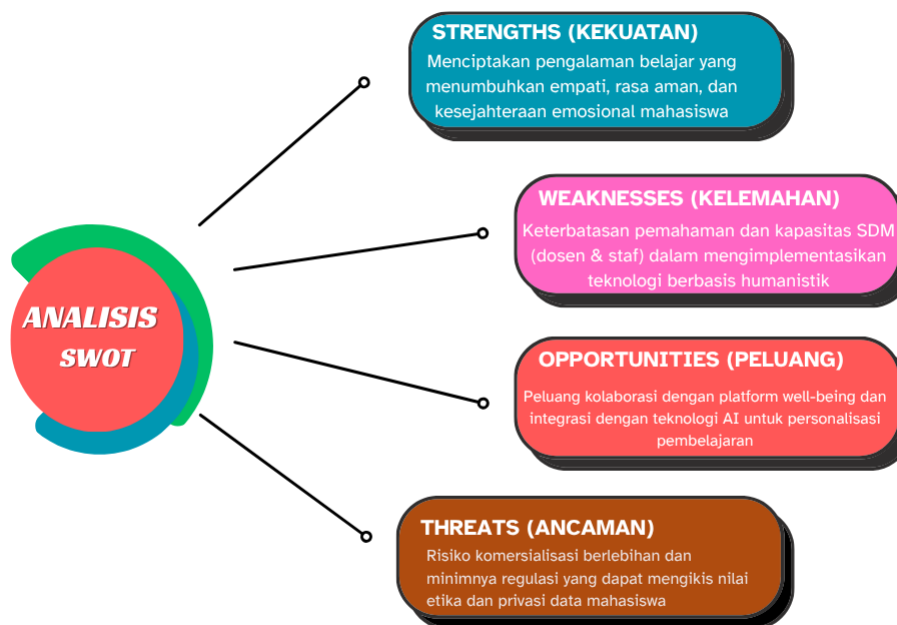 STRENGTHS (KEKUATAN)
Menciptakan pengalaman belajar yang
menumbuhkan empati, rasa aman, dan
kesejahteraan emosional mahasiswa
WEAKNESSES (KELEMAHAN)
Keterbatasan pemahaman dan kapasitas SDM
(dosen & staf) dalam mengimplementasikan
teknologi berbasis humanistik
ANALISIS
SWOT
OPPORTUNITIES (PELUANG)
Peluang kolaborasi dengan platform well-being dan
integrasi dengan teknologi AI untuk personalisasi
pembelajaran
THREATS (ANCAMAN)
Risiko komersialisasi berlebihan dan
minimnya regulasi yang dapat mengikis nilai
etika dan privasi data mahasiswa